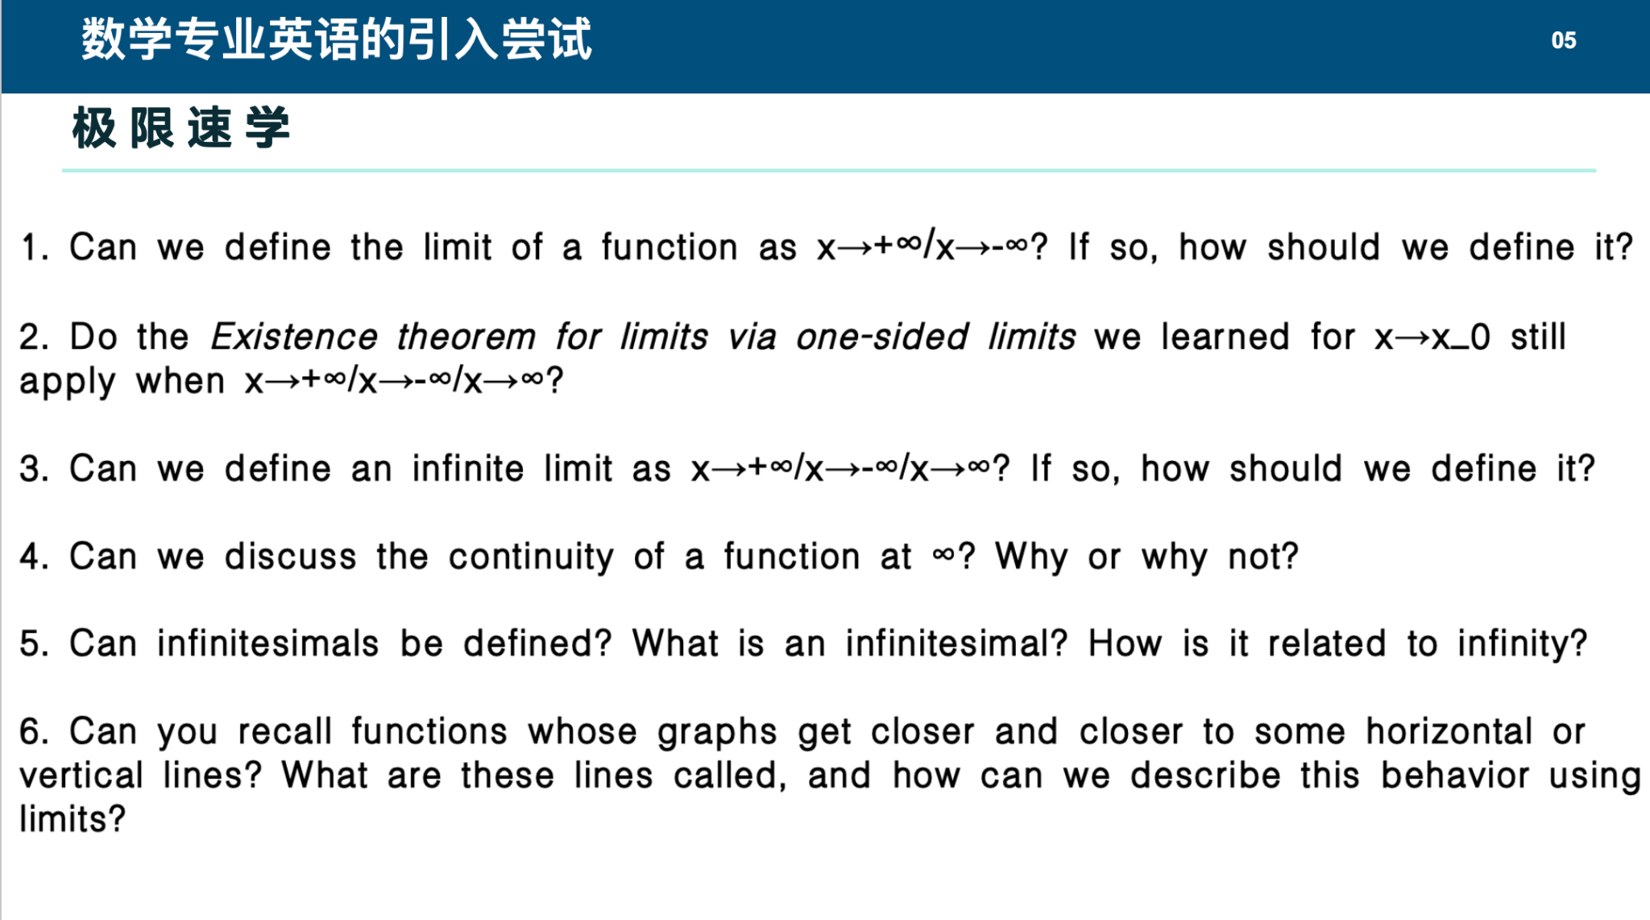 数学专业英语的引入尝试
05
极限速学
1. Can we define the limit of a function as x→+∞/x→-∞? If so, how should we define it?
2. Do the Existence theorem for limits via one-sided limits we learned for x→x_0 still
apply when x→+∞/x→-∞/x→∞?
3. Can we define an infinite limit as x→+∞/x→-∞/x→∞? If so, how should we define it?
4. Can we discuss the continuity of a function at ∞? Why or why not?
5. Can infinitesimals be defined? What is an infinitesimal? How is it related to infinity?
6. Can you recall functions whose graphs get closer and closer to some horizontal or
vertical lines? What are these lines called, and how can we describe this behavior using
limits?